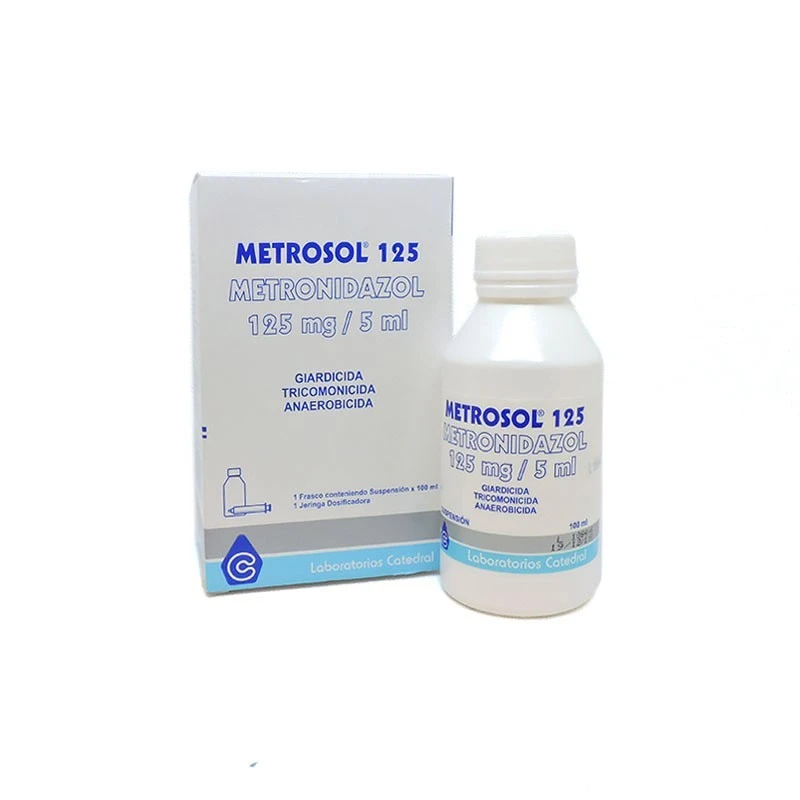 METROSOL® 125
METRONIDAZOL
125 mg / 5 ml
GIARDICIDA
TRICOMONICIDA
ANAEROBICIDA
1 Frasco conteniendo Suspensión x 100 ml
1 Jeringa Dosificadora
Laboratorios Catedral
METROSOL® 125
METRONIDAZOL
125 mg / 5 ml
GIARDICIDA
TRICOMONICIDA
ANAEROBICIDA
100 ml
Laboratorios Catedral